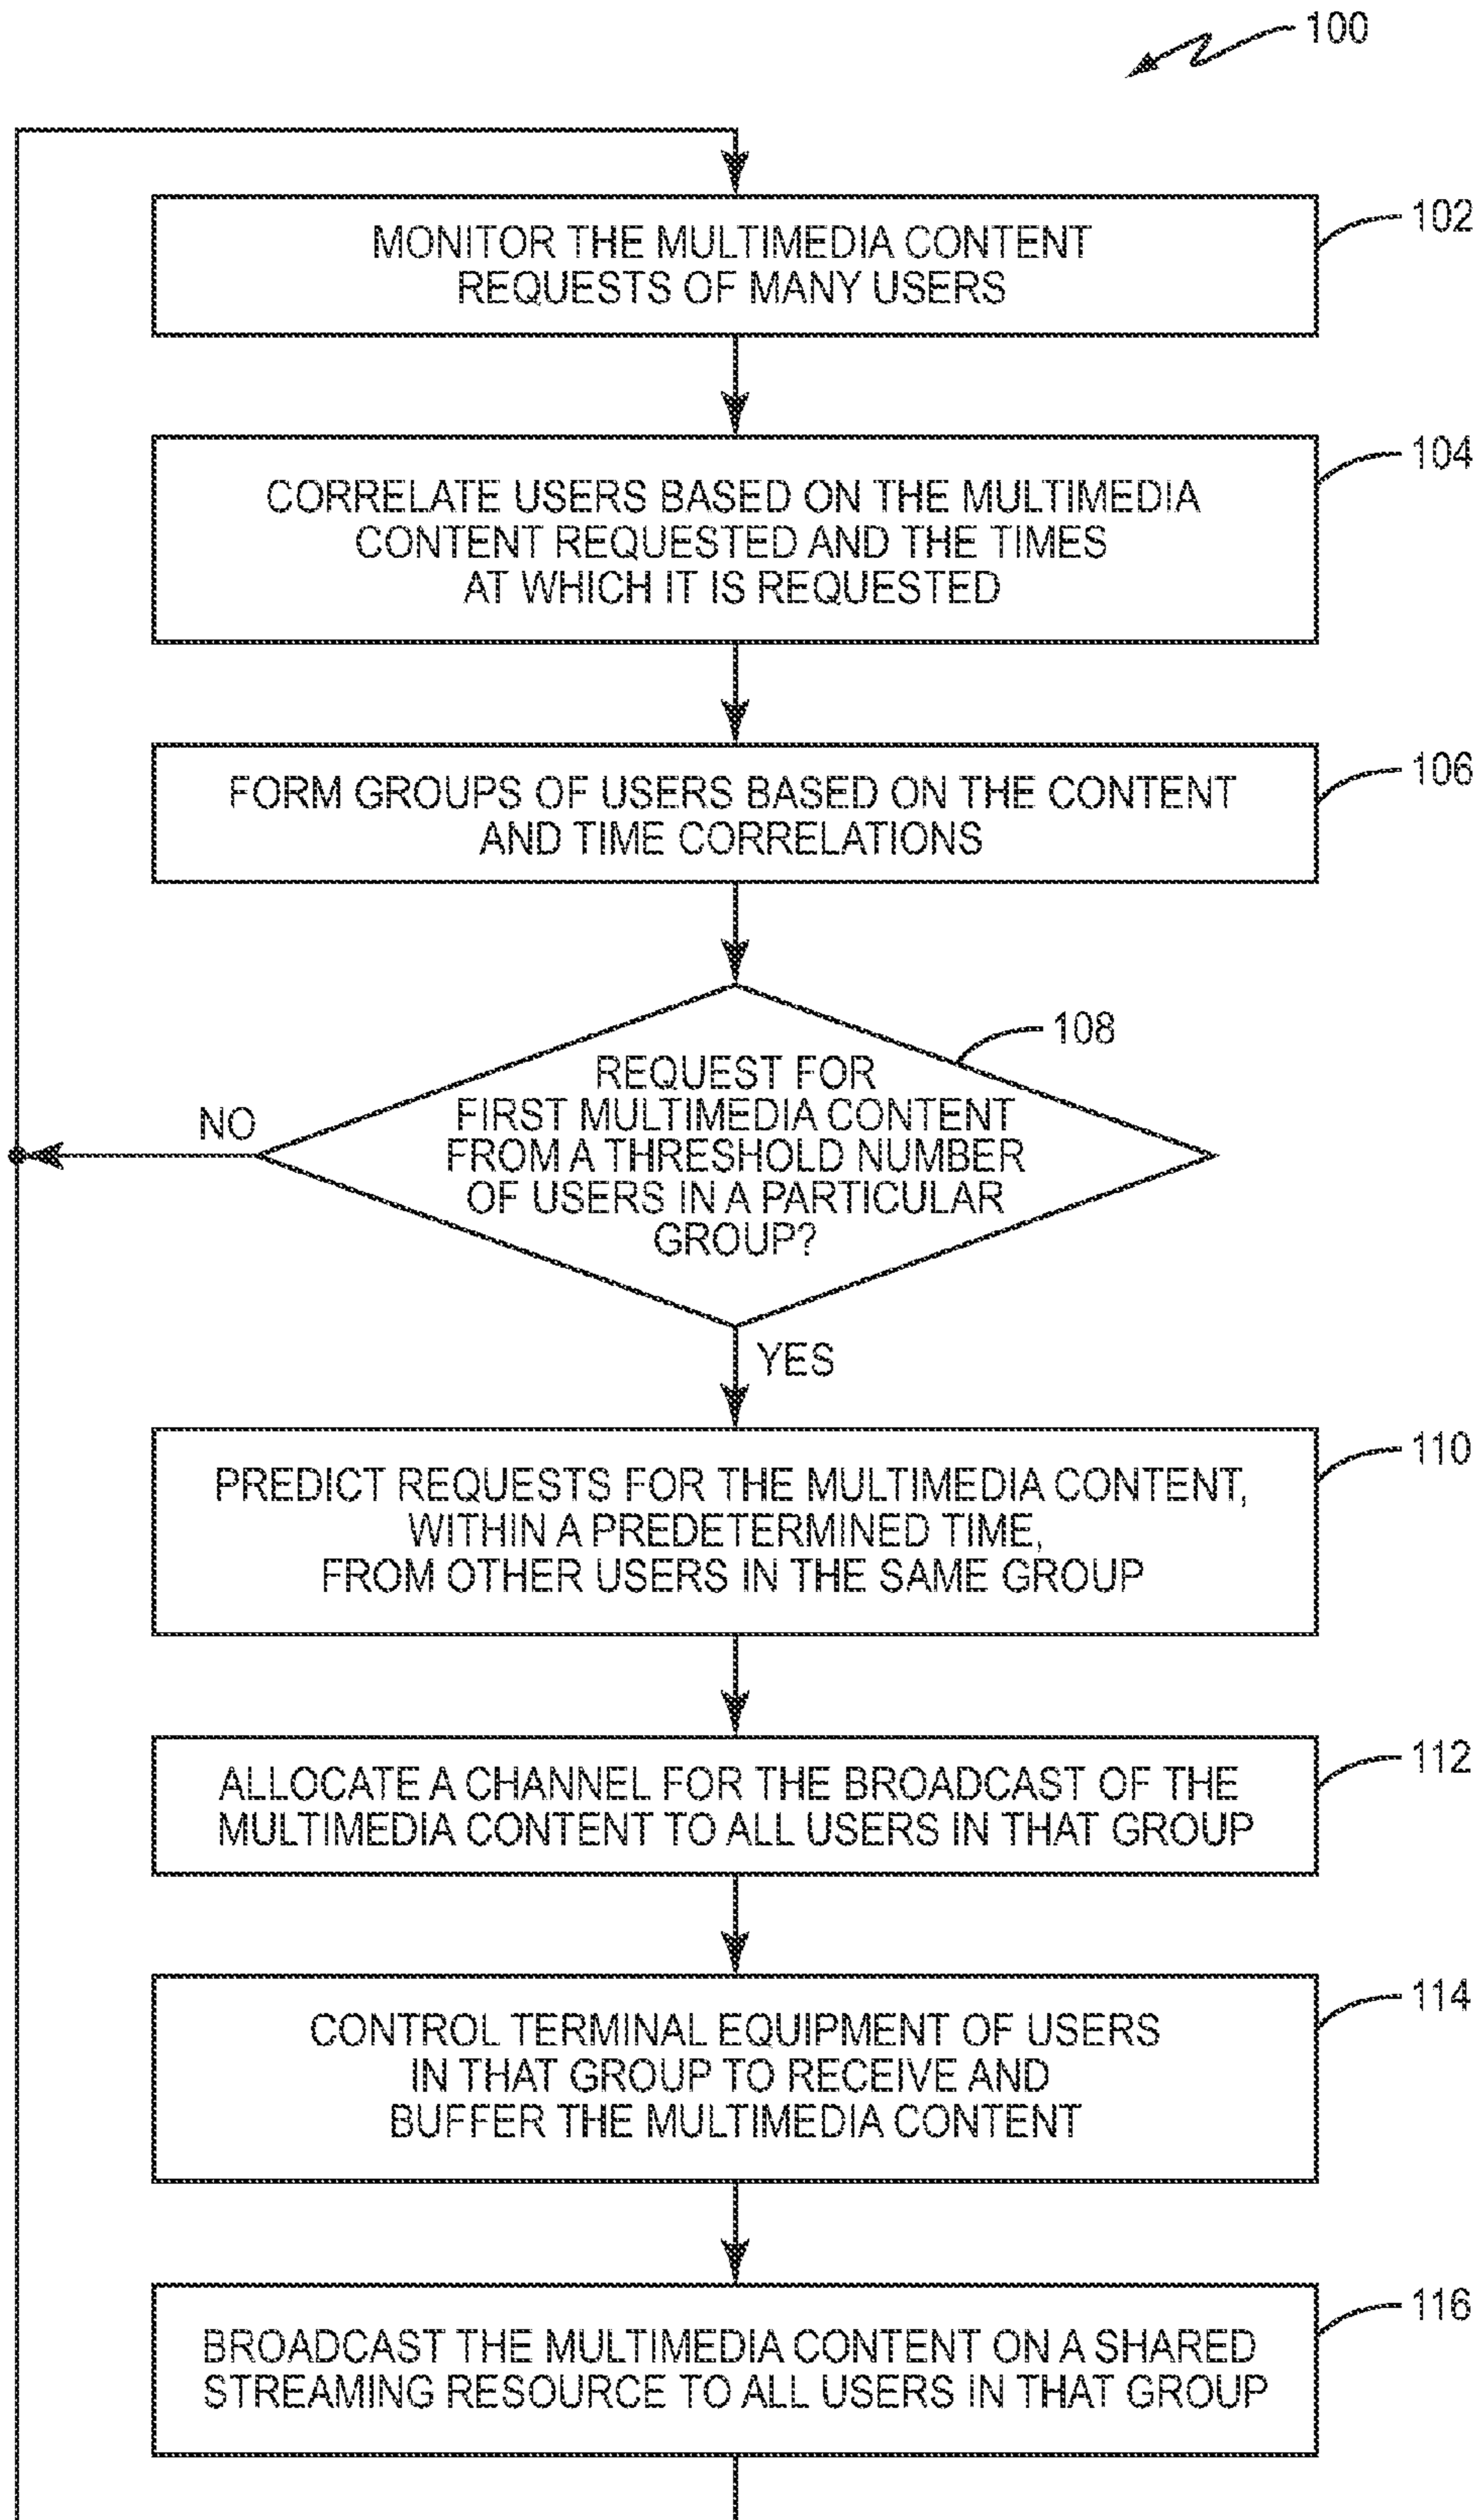 100
MONITOR THE MULTIMEDIA CONTENT
REQUESTS OF MANY USERS
102
CORRELATE USERS BASED ON THE MULTIMEDIA
CONTENT REQUESTED AND THE TIMES
AT WHICH IT IS REQUESTED
104
FORM GROUPS OF USERS BASED ON THE CONTENT
AND TIME CORRELATIONS
106
REQUEST FOR
FIRST MULTIMEDIA CONTENT
FROM A THRESHOLD NUMBER
OF USERS IN A PARTICULAR
GROUP?
108
NO
YES
PREDICT REQUESTS FOR THE MULTIMEDIA CONTENT,
WITHIN A PREDETERMINED TIME,
FROM OTHER USERS IN THE SAME GROUP
110
ALLOCATE A CHANNEL FOR THE BROADCAST OF THE
MULTIMEDIA CONTENT TO ALL USERS IN THAT GROUP
112
CONTROL TERMINAL EQUIPMENT OF USERS
IN THAT GROUP TO RECEIVE AND
BUFFER THE MULTIMEDIA CONTENT
114
BROADCAST THE MULTIMEDIA CONTENT ON A SHARED
STREAMING RESOURCE TO ALL USERS IN THAT GROUP
116